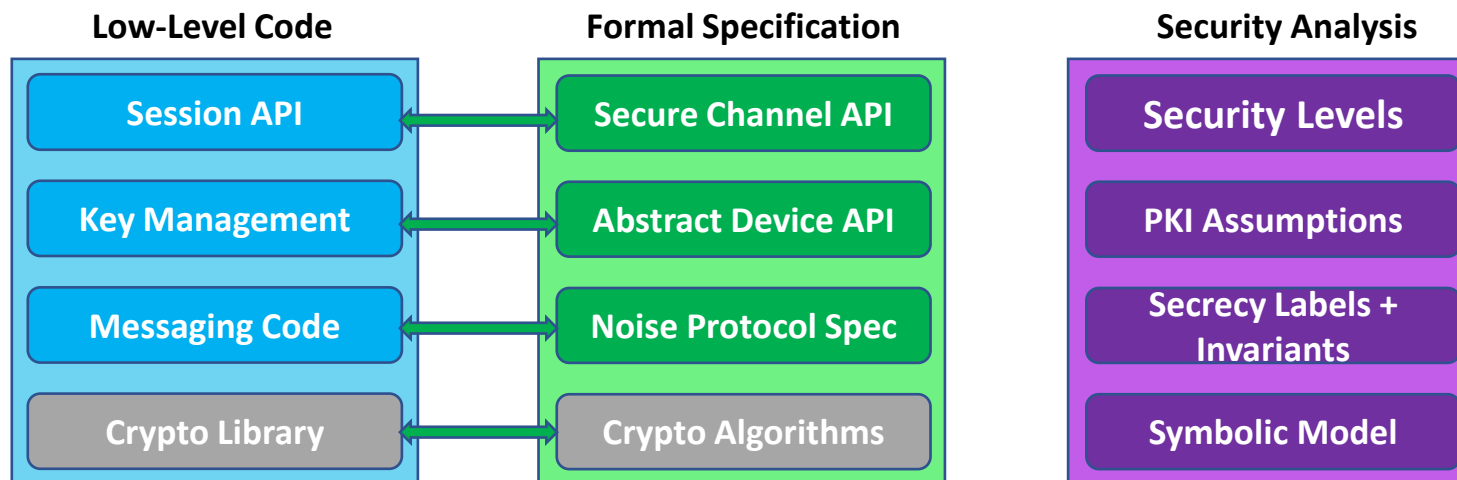 Low-Level Code
Formal Specification
Security Analysis
Session API
Secure Channel API
Security Levels
Key Management
Abstract Device API
PKI Assumptions
Messaging Code
Noise Protocol Spec
Secrecy Labels +
Invariants
Crypto Library
Crypto Algorithms
Symbolic Model